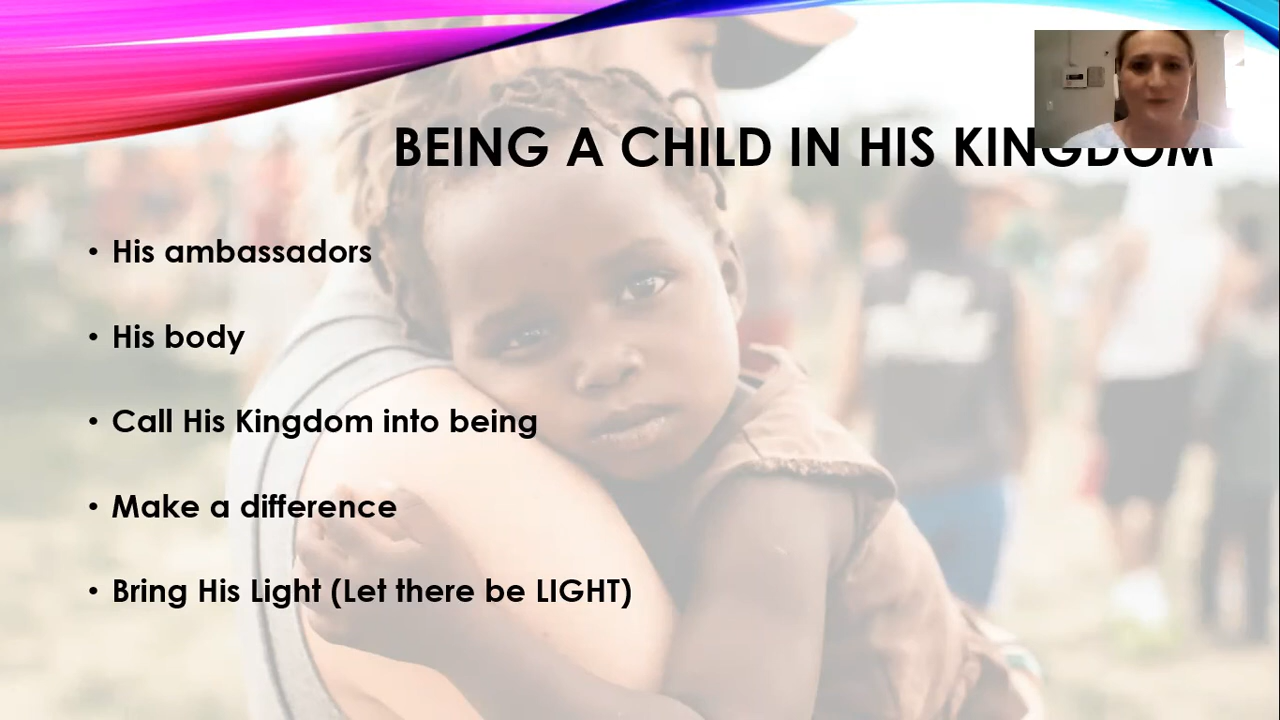 BEING A CHILD IN HIS KINGDOM
• His ambassadors
• His body
• Call His Kingdom into being
• Make a difference
• Bring His Light (Let there be LIGHT)